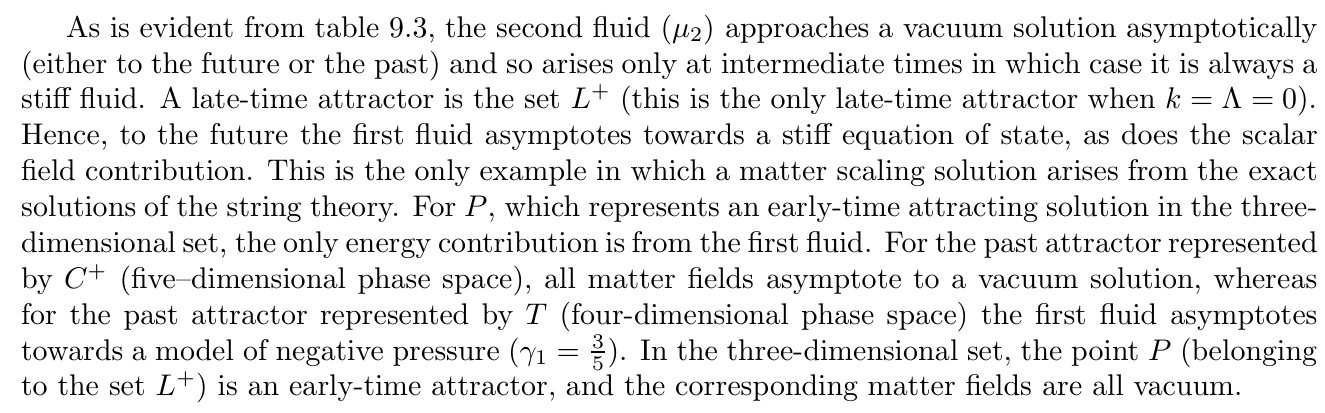 As is evident from table 9.3, the second fluid (μ₂) approaches a vacuum solution asymptotically
(either to the future or the past) and so arises only at intermediate times in which case it is always a
stiff fluid. A late-time attractor is the set L⁺ (this is the only late-time attractor when k = Λ = 0).
Hence, to the future the first fluid asymptotes towards a stiff equation of state, as does the scalar
field contribution. This is the only example in which a matter scaling solution arises from the exact
solutions of the string theory. For P, which represents an early-time attracting solution in the three-
dimensional set, the only energy contribution is from the first fluid. For the past attractor represented
by C⁺ (five–dimensional phase space), all matter fields asymptote to a vacuum solution, whereas
for the past attractor represented by T (four-dimensional phase space) the first fluid asymptotes
towards a model of negative pressure (γ₁ = 3/5). In the three-dimensional set, the point P (belonging
to the set L⁺) is an early-time attractor, and the corresponding matter fields are all vacuum.